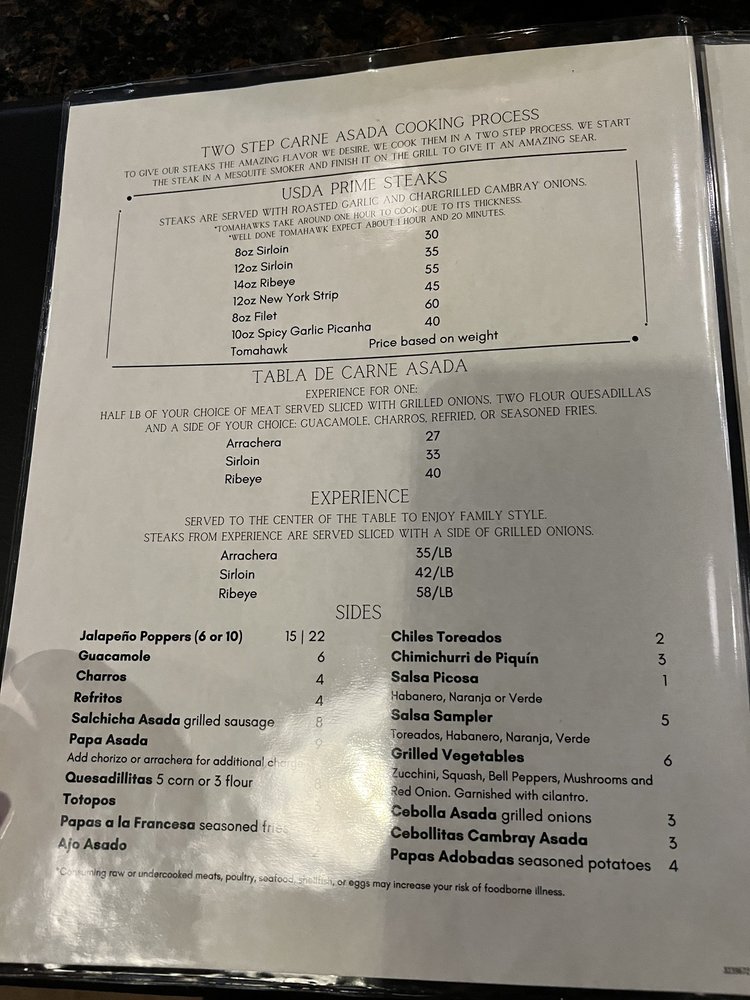 TWO STEP CARNE ASADA COOKING PROCESS
TO GIVE OUR STEAKS THE AMAZING FLAVOR WE DESIRE, WE COOK THEM IN A TWO STEP PROCESS. WE START
THE STEAK IN A MESQUITE SMOKER AND FINISH IT ON THE GRILL TO GIVE IT AN AMAZING SEAR.
USDA PRIME STEAKS
STEAKS ARE SERVED WITH ROASTED GARLIC AND CHARGRILLED CAMBRAY ONIONS.
*TOMAHAWKS TAKE AROUND ONE HOUR TO COOK DUE TO ITS THICKNESS.
*WELL DONE TOMAHAWK EXPECT ABOUT 1 HOUR AND 20 MINUTES.
8oz Sirloin 30
12oz Sirloin 35
14oz Ribeye 55
12oz New York Strip 45
8oz Filet 60
10oz Spicy Garlic Picanha 40
Tomahawk Price based on weight
TABLA DE CARNE ASADA
EXPERIENCE FOR ONE:
HALF LB OF YOUR CHOICE OF MEAT SERVED SLICED WITH GRILLED ONIONS, TWO FLOUR QUESADILLAS
AND A SIDE OF YOUR CHOICE: GUACAMOLE, CHARROS, REFRIED, OR SEASONED FRIES.
Arrachera 27
Sirloin 33
Ribeye 40
EXPERIENCE
SERVED TO THE CENTER OF THE TABLE TO ENJOY FAMILY STYLE.
STEAKS FROM EXPERIENCE ARE SERVED SLICED WITH A SIDE OF GRILLED ONIONS.
Arrachera 35/LB
Sirloin 42/LB
Ribeye 58/LB
SIDES
Jalapeño Poppers (6 or 10) 15 | 22
Guacamole 6
Charros 4
Refritos 4
Salchicha Asada grilled sausage 8
Papa Asada 9
Add chorizo or arrachera for additional charge
Quesadillitas 5 corn or 3 flour
Totopos
Papas a la Francesa seasoned fries
Ajo Asado
Chiles Toreados 2
Chimichurri de Piquín 3
Salsa Picosa 1
Habanero, Naranja or Verde
Salsa Sampler 5
Toreados, Habanero, Naranja, Verde
Grilled Vegetables 6
Zucchini, Squash, Bell Peppers, Mushrooms and
Red Onion. Garnished with cilantro.
Cebolla Asada grilled onions 3
Cebollitas Cambray Asada 3
Papas Adobadas seasoned potatoes 4
*Consuming raw or undercooked meats, poultry, seafood, shellfish, or eggs may increase your risk of foodborne illness.